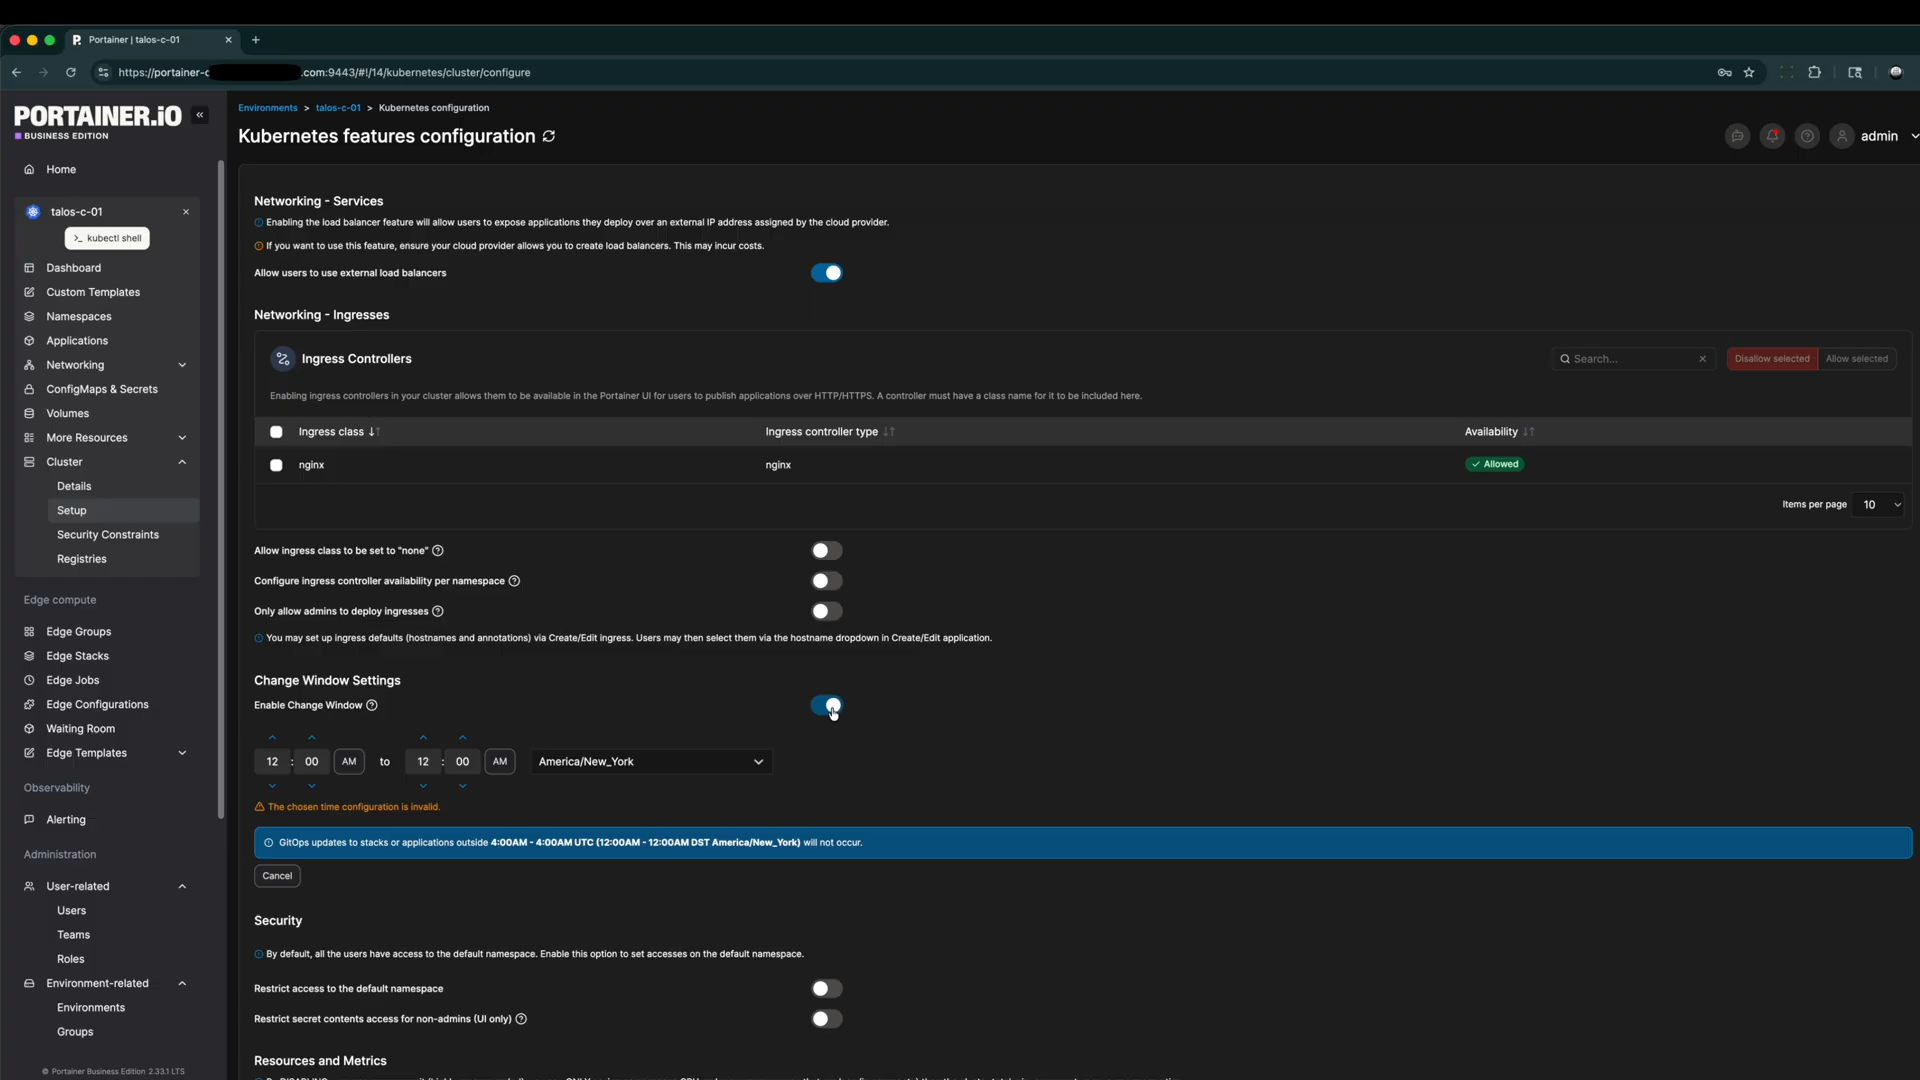 Portainer | talos-c-01
https://portainer-c .com:9443/#!/14/kubernetes/cluster/configure
PORTAINER.iO
BUSINESS EDITION
Home
talos-c-01
>_ kubectl shell
Dashboard
Custom Templates
Namespaces
Applications
Networking
ConfigMaps & Secrets
Volumes
More Resources
Cluster
Details
Setup
Security Constraints
Registries
Edge compute
Edge Groups
Edge Stacks
Edge Jobs
Edge Configurations
Waiting Room
Edge Templates
Observability
Alerting
Administration
User-related
Users
Teams
Roles
Environment-related
Environments
Groups
© Portainer Business Edition 2.33.1 LTS
Environments > talos-c-01 > Kubernetes configuration
Kubernetes features configuration
admin
Networking - Services
Enabling the load balancer feature will allow users to expose applications they deploy over an external IP address assigned by the cloud provider.
If you want to use this feature, ensure your cloud provider allows you to create load balancers. This may incur costs.
Allow users to use external load balancers
Networking - Ingresses
Ingress Controllers
Search...
Disallow selected
Allow selected
Enabling ingress controllers in your cluster allows them to be available in the Portainer UI for users to publish applications over HTTP/HTTPS. A controller must have a class name for it to be included here.
Ingress class Ingress controller type Availability
nginx nginx Allowed
Items per page 10
Allow ingress class to be set to "none"
Configure ingress controller availability per namespace
Only allow admins to deploy ingresses
You may set up ingress defaults (hostnames and annotations) via Create/Edit ingress. Users may then select them via the hostname dropdown in Create/Edit application.
Change Window Settings
Enable Change Window
12 : 00 AM to 12 : 00 AM America/New_York
The chosen time configuration is invalid.
GitOps updates to stacks or applications outside 4:00AM - 4:00AM UTC (12:00AM - 12:00AM DST America/New_York) will not occur.
Cancel
Security
By default, all the users have access to the default namespace. Enable this option to set accesses on the default namespace.
Restrict access to the default namespace
Restrict secret contents access for non-admins (UI only)
Resources and Metrics